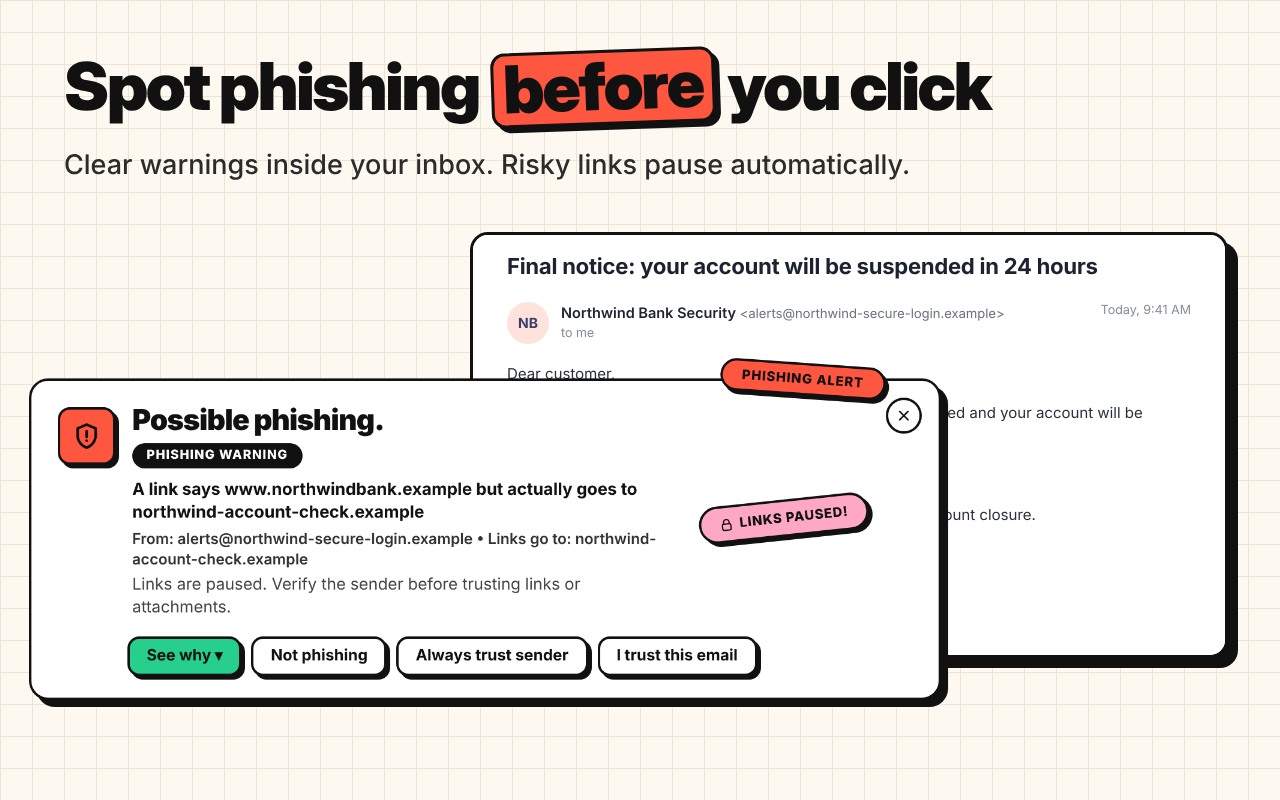 Spot phishing before you click
Clear warnings inside your inbox. Risky links pause automatically.
Final notice: your account will be suspended in 24 hours
NB
Northwind Bank Security <alerts@northwind-secure-login.example>
Today, 9:41 AM
to me
Dear customer,
ed and your account will be
ount closure.
PHISHING ALERT
Possible phishing.
PHISHING WARNING
A link says www.northwindbank.example but actually goes to
northwind-account-check.example
From: alerts@northwind-secure-login.example • Links go to: northwind-
account-check.example
Links are paused. Verify the sender before trusting links or
attachments.
LINKS PAUSED!
See why ▾
Not phishing
Always trust sender
I trust this email